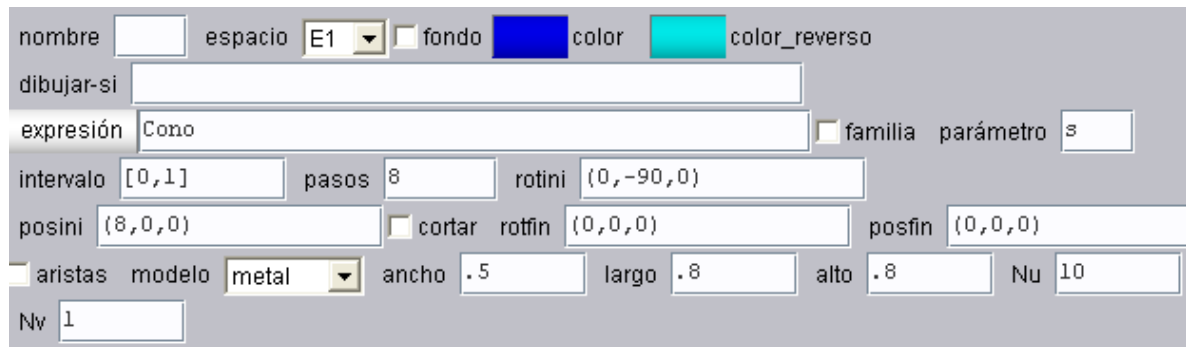 nombre espacio E1 fondo color color_reverso
dibujar-si
expresión Cono familia parámetro s
intervalo [0,1] pasos 8 rotini (0,-90,0)
posini (8,0,0) cortar rotfin (0,0,0) posfin (0,0,0)
aristas modelo metal ancho .5 largo .8 alto .8 Nu 10
Nv 1